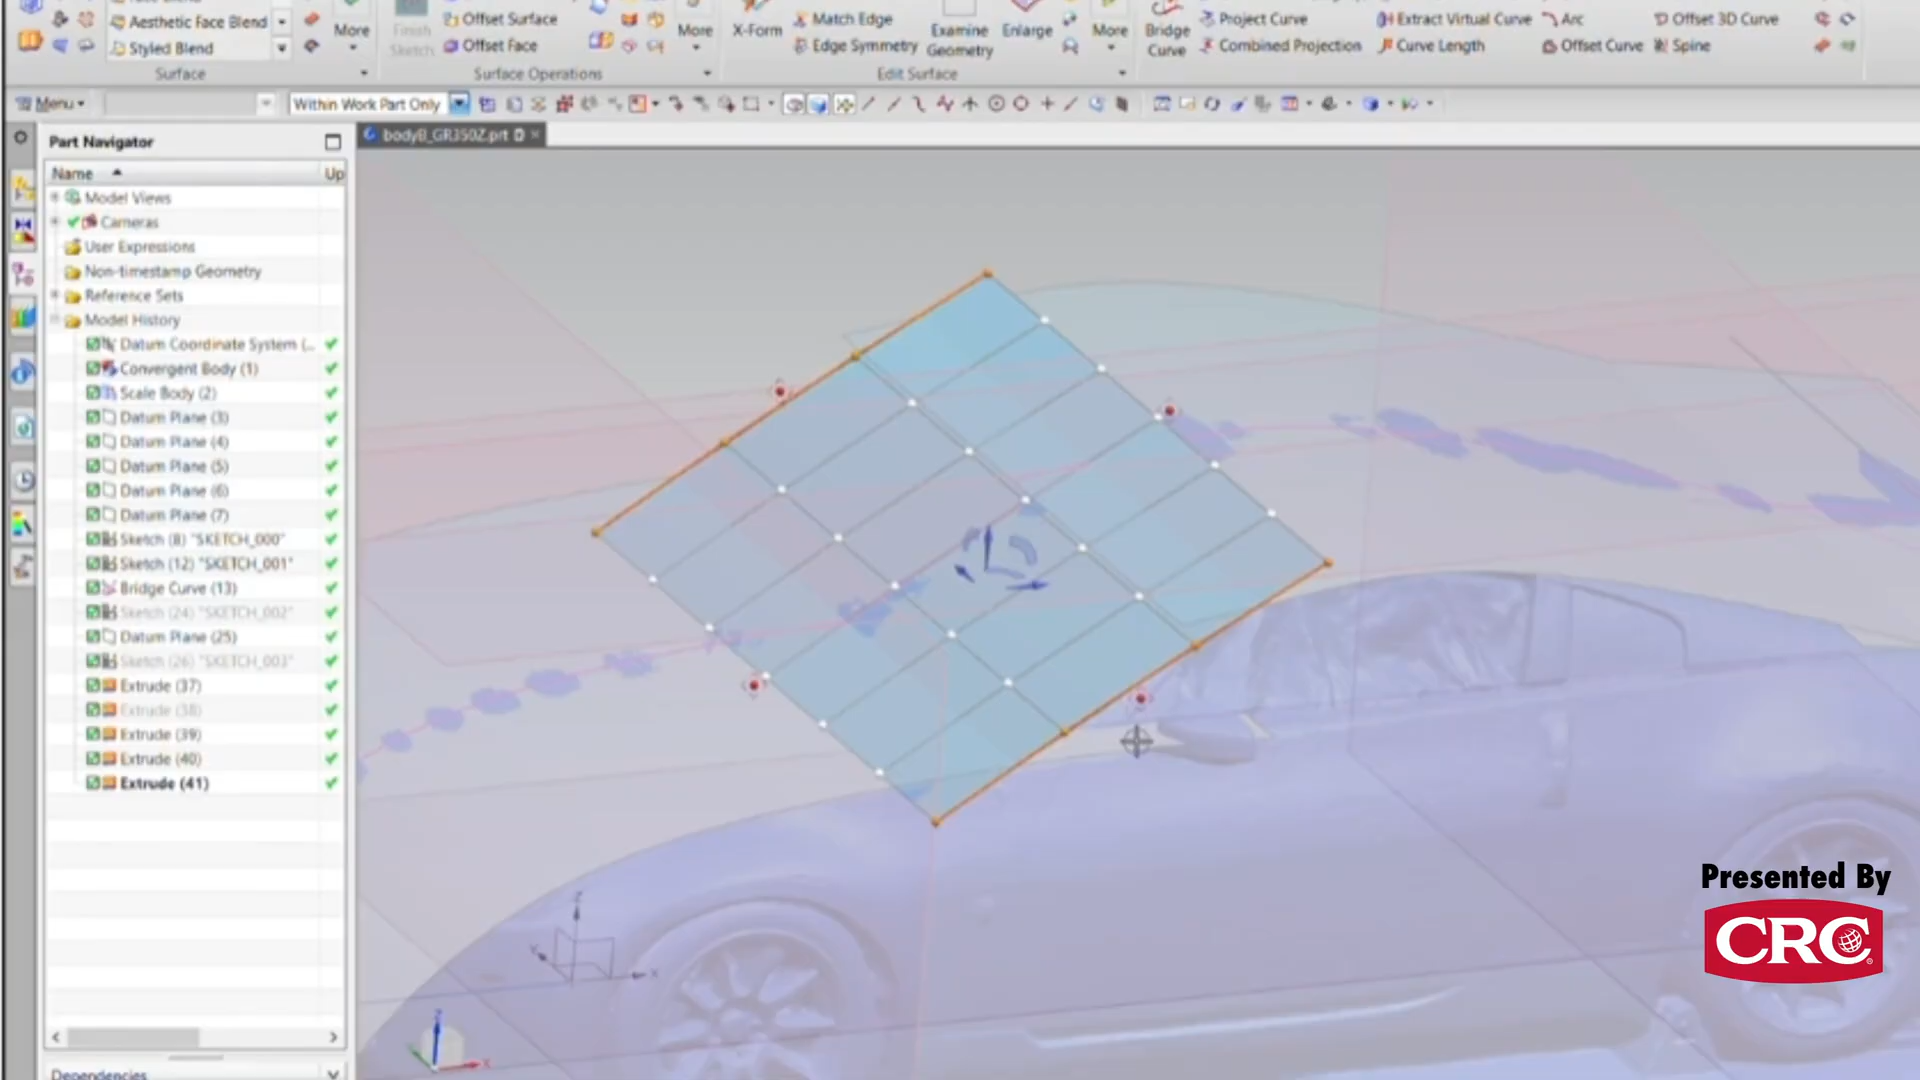 Aesthetic Face Blend
Styled Blend
More
Surface
Finish
Sketch
Offset Surface
Offset Face
More
Surface Operations
X-Form
Match Edge
Edge Symmetry
Examine
Geometry
Enlarge
More
Edit Surface
Bridge
Curve
Project Curve
Combined Projection
Extract Virtual Curve
Curve Length
Arc
Offset 3D Curve
Offset Curve
Spine
Menu
Within Work Part Only
Part Navigator
bodyB_GR350Z.prt
Name
Up
Model Views
Cameras
User Expressions
Non-timestamp Geometry
Reference Sets
Model History
Datum Coordinate System (...
Convergent Body (1)
Scale Body (2)
Datum Plane (3)
Datum Plane (4)
Datum Plane (5)
Datum Plane (6)
Datum Plane (7)
Sketch (8) "SKETCH_000"
Sketch (12) "SKETCH_001"
Bridge Curve (13)
Sketch (24) "SKETCH_002"
Datum Plane (25)
Sketch (26) "SKETCH_003"
Extrude (37)
Extrude (38)
Extrude (39)
Extrude (40)
Extrude (41)
Dependencies
Z
Y
X
Z
X
Presented By
CRC